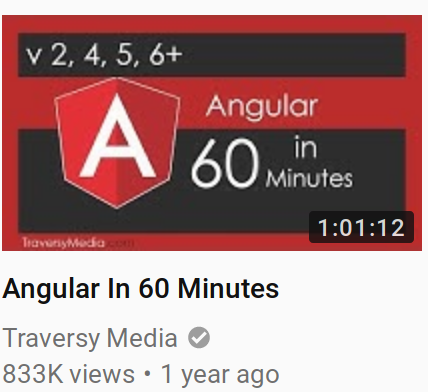 v 2, 4, 5, 6+
A
Angular
60 in
Minutes
TraversyMedia.com
1:01:12
Angular In 60 Minutes
Traversy Media
833K views • 1 year ago